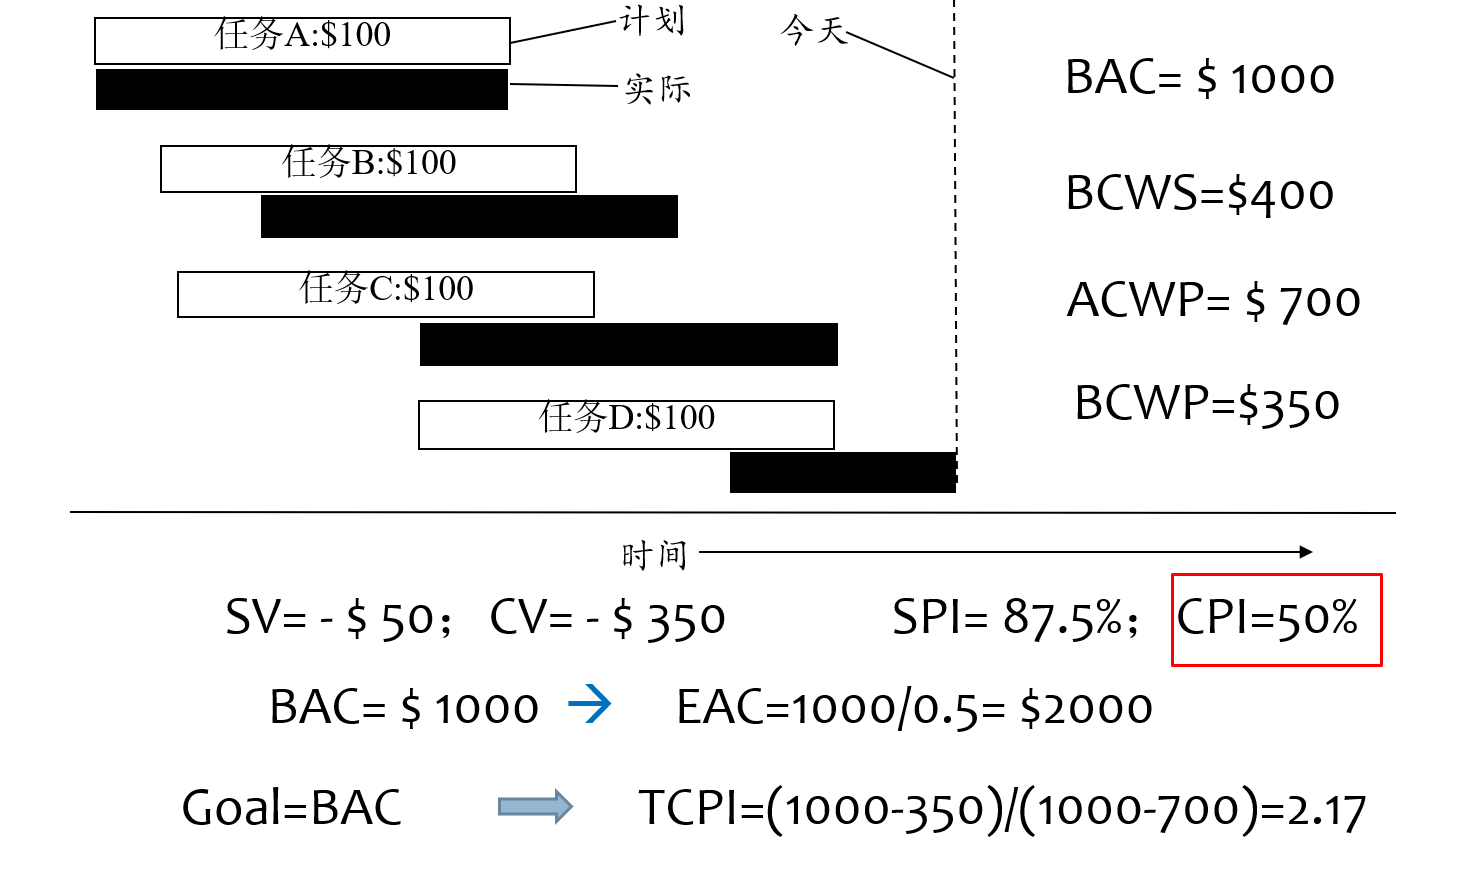 任务A:$100
计划
实际
今天
任务B:$100
任务C:$100
任务D:$100
BAC= $ 1000
BCWS=$400
ACWP= $ 700
BCWP=$350
时间
SV= - $ 50； CV= - $ 350
SPI= 87.5%； CPI=50%
BAC= $ 1000 → EAC=1000/0.5= $2000
Goal=BAC TCPI=(1000-350)/(1000-700)=2.17